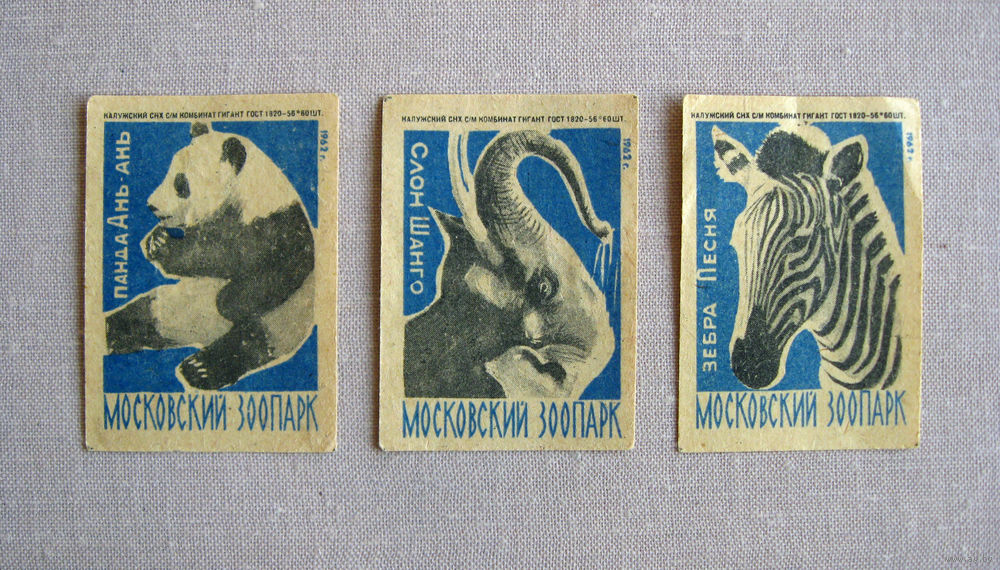 КАЛУЖСКИЙ СНХ С/М КОМБИНАТ ГИГАНТ ГОСТ 1820-56*60ШТ.
1962 г.
ПАНДА АНЬ-АНЬ
МОСКОВСКИЙ ЗООПАРК
КАЛУЖСКИЙ СНХ С/М КОМБИНАТ ГИГАНТ ГОСТ 1820-56*60ШТ.
1962 г.
СЛОН ШАНГО
МОСКОВСКИЙ ЗООПАРК
КАЛУЖСКИЙ СНХ С/М КОМБИНАТ ГИГАНТ ГОСТ 1820-56*60ШТ.
1962 г.
ЗЕБРА ПЕСНЯ
МОСКОВСКИЙ ЗООПАРК